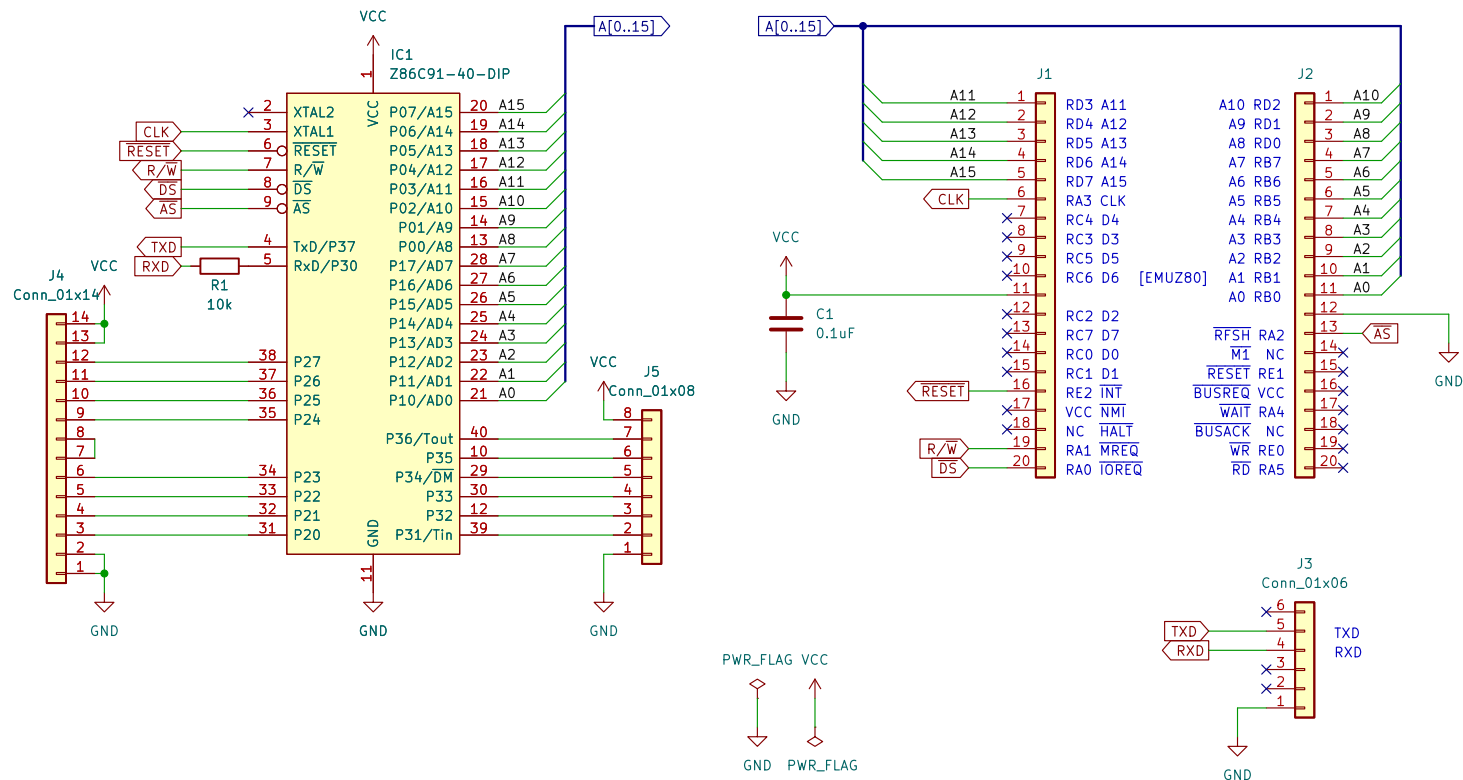 VCC
A[0..15]
A[0..15]
IC1
Z86C91-40-DIP
1
VCC
GND
11
GND
2 XTAL2
CLK 3 XTAL1
RESET 6 RESET
R/W 7 R/W
DS 8 DS
AS 9 AS
TXD 4 TxD/P37
RXD 5 RxD/P30
R1
10k
38 P27
37 P26
36 P25
35 P24
34 P23
33 P22
32 P21
31 P20
P07/A15 20 A15
P06/A14 19 A14
P05/A13 18 A13
P04/A12 17 A12
P03/A11 16 A11
P02/A10 15 A10
P01/A9 14 A9
P00/A8 13 A8
P17/AD7 28 A7
P16/AD6 27 A6
P15/AD5 26 A5
P14/AD4 25 A4
P13/AD3 24 A3
P12/AD2 23 A2
P11/AD1 22 A1
P10/AD0 21 A0
P36/Tout 40
P35 10
P34/DM 29
P33 30
P32 12
P31/Tin 39
J4
Conn_01x14
VCC
14
13
12
11
10
9
8
7
6
5
4
3
2
1
GND
VCC
J5
Conn_01x08
8
7
6
5
4
3
2
1
GND
J1
A11 1 RD3 A11
A12 2 RD4 A12
A13 3 RD5 A13
A14 4 RD6 A14
A15 5 RD7 A15
CLK 6 RA3 CLK
7 RC4 D4
8 RC3 D3
9 RC5 D5
10 RC6 D6
11
12 RC2 D2
13 RC7 D7
14 RC0 D0
15 RC1 D1
RESET 16 RE2 INT
17 VCC NMI
18 NC HALT
R/W 19 RA1 MREQ
DS 20 RA0 IOREQ
[EMUZ80]
VCC
C1
0.1uF
GND
J2
A10 RD2 1 A10
A9 RD1 2 A9
A8 RD0 3 A8
A7 RB7 4 A7
A6 RB6 5 A6
A5 RB5 6 A5
A4 RB4 7 A4
A3 RB3 8 A3
A2 RB2 9 A2
A1 RB1 10 A1
A0 RB0 11 A0
12
RFSH RA2 13 AS
M1 NC 14
RESET RE1 15
BUSREQ VCC 16
WAIT RA4 17
BUSACK NC 18
WR RE0 19
RD RA5 20
GND
J3
Conn_01x06
6
TXD 5 TXD
RXD 4 RXD
3
2
1
GND
PWR_FLAG VCC
GND PWR_FLAG